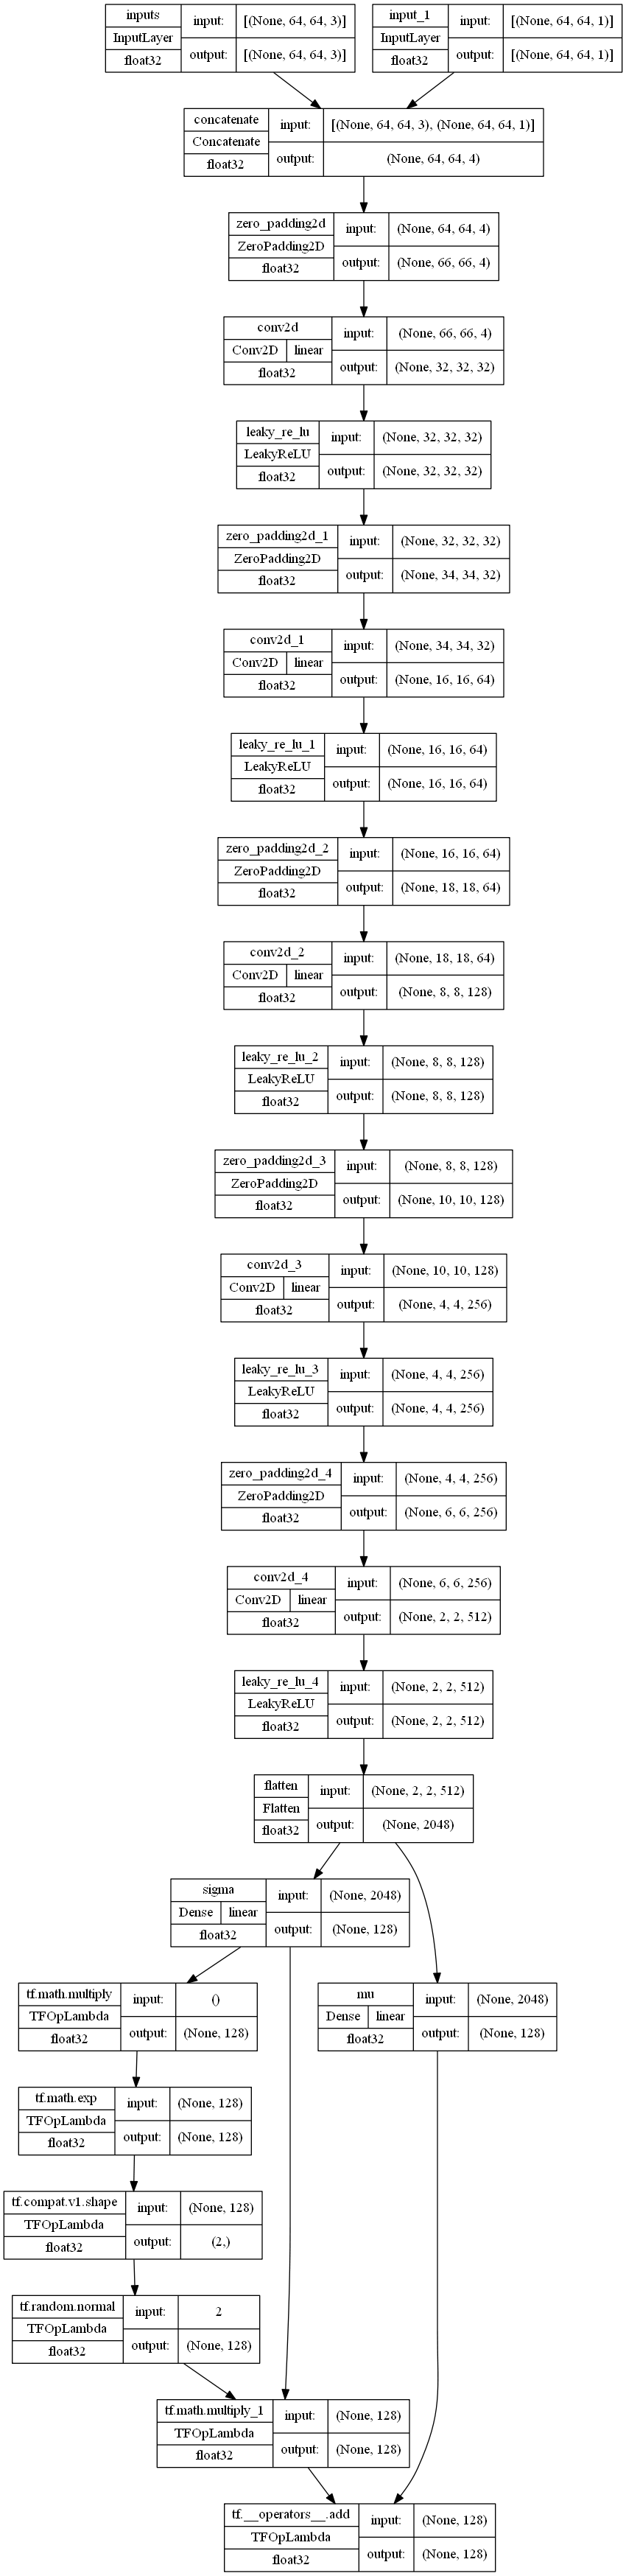 inputs
InputLayer
float32
input:
[(None, 64, 64, 3)]
output:
[(None, 64, 64, 3)]
input_1
InputLayer
float32
input:
[(None, 64, 64, 1)]
output:
[(None, 64, 64, 1)]
concatenate
Concatenate
float32
input:
[(None, 64, 64, 3), (None, 64, 64, 1)]
output:
(None, 64, 64, 4)
zero_padding2d
ZeroPadding2D
float32
input:
(None, 64, 64, 4)
output:
(None, 66, 66, 4)
conv2d
Conv2D linear
float32
input:
(None, 66, 66, 4)
output:
(None, 32, 32, 32)
leaky_re_lu
LeakyReLU
float32
input:
(None, 32, 32, 32)
output:
(None, 32, 32, 32)
zero_padding2d_1
ZeroPadding2D
float32
input:
(None, 32, 32, 32)
output:
(None, 34, 34, 32)
conv2d_1
Conv2D linear
float32
input:
(None, 34, 34, 32)
output:
(None, 16, 16, 64)
leaky_re_lu_1
LeakyReLU
float32
input:
(None, 16, 16, 64)
output:
(None, 16, 16, 64)
zero_padding2d_2
ZeroPadding2D
float32
input:
(None, 16, 16, 64)
output:
(None, 18, 18, 64)
conv2d_2
Conv2D linear
float32
input:
(None, 18, 18, 64)
output:
(None, 8, 8, 128)
leaky_re_lu_2
LeakyReLU
float32
input:
(None, 8, 8, 128)
output:
(None, 8, 8, 128)
zero_padding2d_3
ZeroPadding2D
float32
input:
(None, 8, 8, 128)
output:
(None, 10, 10, 128)
conv2d_3
Conv2D linear
float32
input:
(None, 10, 10, 128)
output:
(None, 4, 4, 256)
leaky_re_lu_3
LeakyReLU
float32
input:
(None, 4, 4, 256)
output:
(None, 4, 4, 256)
zero_padding2d_4
ZeroPadding2D
float32
input:
(None, 4, 4, 256)
output:
(None, 6, 6, 256)
conv2d_4
Conv2D linear
float32
input:
(None, 6, 6, 256)
output:
(None, 2, 2, 512)
leaky_re_lu_4
LeakyReLU
float32
input:
(None, 2, 2, 512)
output:
(None, 2, 2, 512)
flatten
Flatten
float32
input:
(None, 2, 2, 512)
output:
(None, 2048)
sigma
Dense linear
float32
input:
(None, 2048)
output:
(None, 128)
tf.math.multiply
TFOpLambda
float32
input:
()
output:
(None, 128)
mu
Dense linear
float32
input:
(None, 2048)
output:
(None, 128)
tf.math.exp
TFOpLambda
float32
input:
(None, 128)
output:
(None, 128)
tf.compat.v1.shape
TFOpLambda
float32
input:
(None, 128)
output:
(2,)
tf.random.normal
TFOpLambda
float32
input:
2
output:
(None, 128)
tf.math.multiply_1
TFOpLambda
float32
input:
(None, 128)
output:
(None, 128)
tf.__operators__.add
TFOpLambda
float32
input:
(None, 128)
output:
(None, 128)